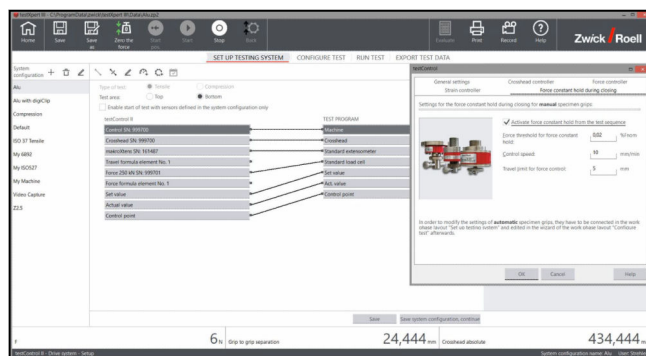 testXpert III - C:\ProgramData\zwick\testXpert III\Data\Alu.zp2
Home
Save
Save as
Zero the force
Start pos.
Start
Stop
Back
Evaluate
Print
Record
Help
Zwick Roell
SET UP TESTING SYSTEM
CONFIGURE TEST
RUN TEST
EXPORT TEST DATA
System configuration
Alu
Alu with digiClip
Compression
Default
ISO 37 Tensile
My 6892
My ISO527
My Machine
Video Capture
Z2.5
Type of test:
Tensile
Compression
Test area:
Top
Bottom
Enable start of test with sensors defined in the system configuration only
testControl II
TEST PROGRAM
Control SN: 999700
Machine
Crosshead SN: 999700
Crosshead
makroXtens SN: 161487
Standard extensometer
Travel formula element No. 1
Standard load cell
Force 250 kN SN: 599701
Set value
Force formula element No. 1
Act. value
Set value
Control point
Actual value
Control point
testControl
General settings
Crosshead controller
Force controller
Strain controller
Force constant hold during closing
Settings for the force constant hold during closing for manual specimen grips
Activate force constant hold from the test sequence
Force threshold for force constant hold:
0.02
% Fnom
Control speed:
10
mm/min
Travel limit for force control:
5
mm
In order to modify the settings of automatic specimen grips, they have to be connected in the work phase layout "Set up testing system" and edited in the wizard of the work phase layout "Configure test" afterwards.
OK
Cancel
Help
Save
Save system configuration, continue
F
6 N
Grip to grip separation
24,444 mm
Crosshead absolute
434,444
testControl II - Drive system - Setup
System configuration name: Alu